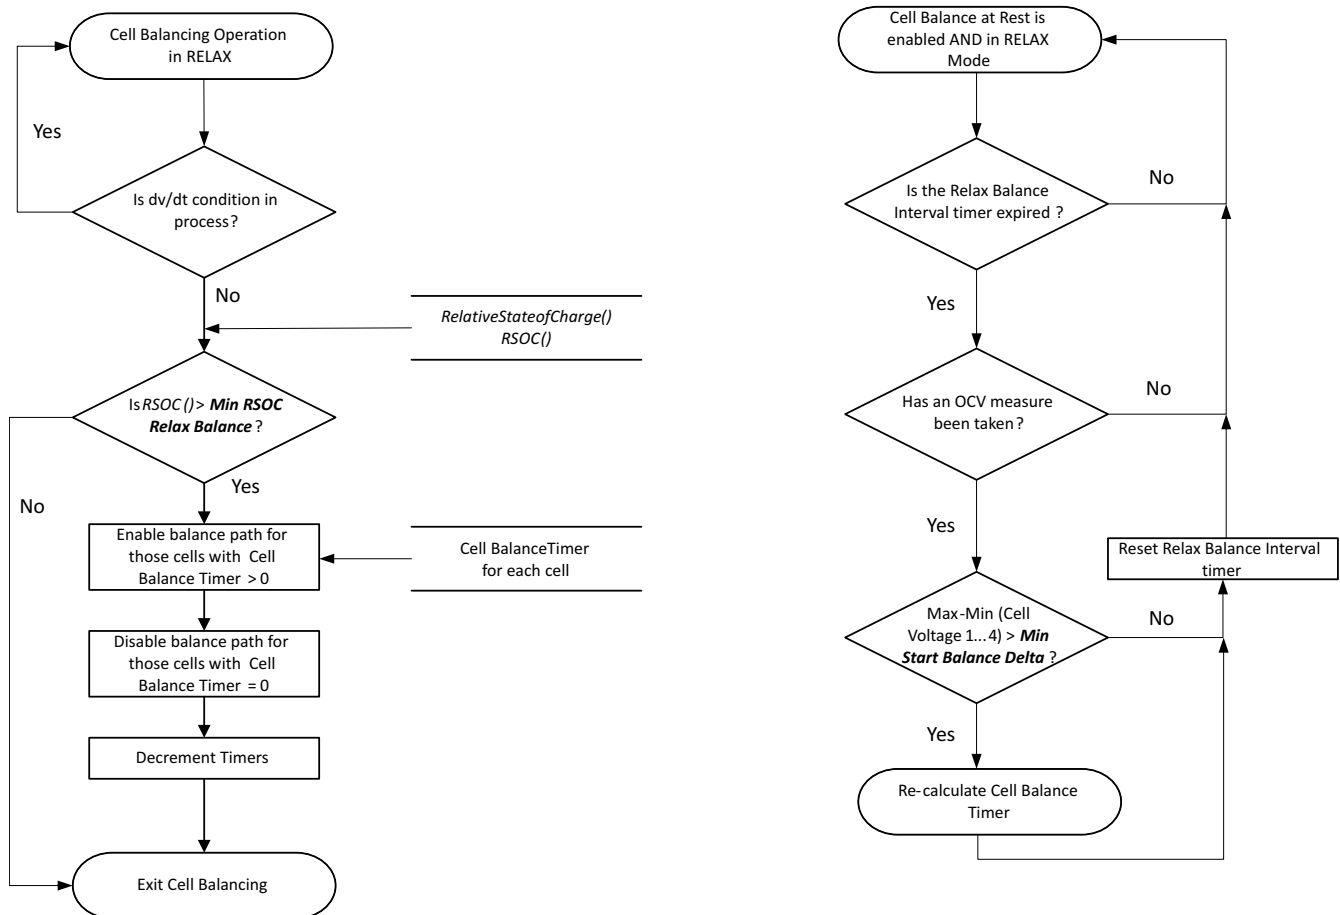 Cell Balancing Operation
in RELAX
Yes
Is dv/dt condition in
process?
No
RelativeStateofCharge()
RSOC()
Is RSOC()> Min RSOC
Relax Balance ?
No
Yes
Enable balance path for
those cells with Cell
Balance Timer > 0
Cell BalanceTimer
for each cell
Disable balance path for
those cells with Cell
Balance Timer = 0
Decrement Timers
Exit Cell Balancing
Cell Balance at Rest is
enabled AND in RELAX
Mode
Is the Relax Balance
Interval timer expired ?
No
Yes
Has an OCV measure
been taken?
No
Yes
Reset Relax Balance Interval
timer
Max-Min (Cell
Voltage 1...4) > Min
Start Balance Delta ?
No
Yes
Re-calculate Cell Balance
Timer